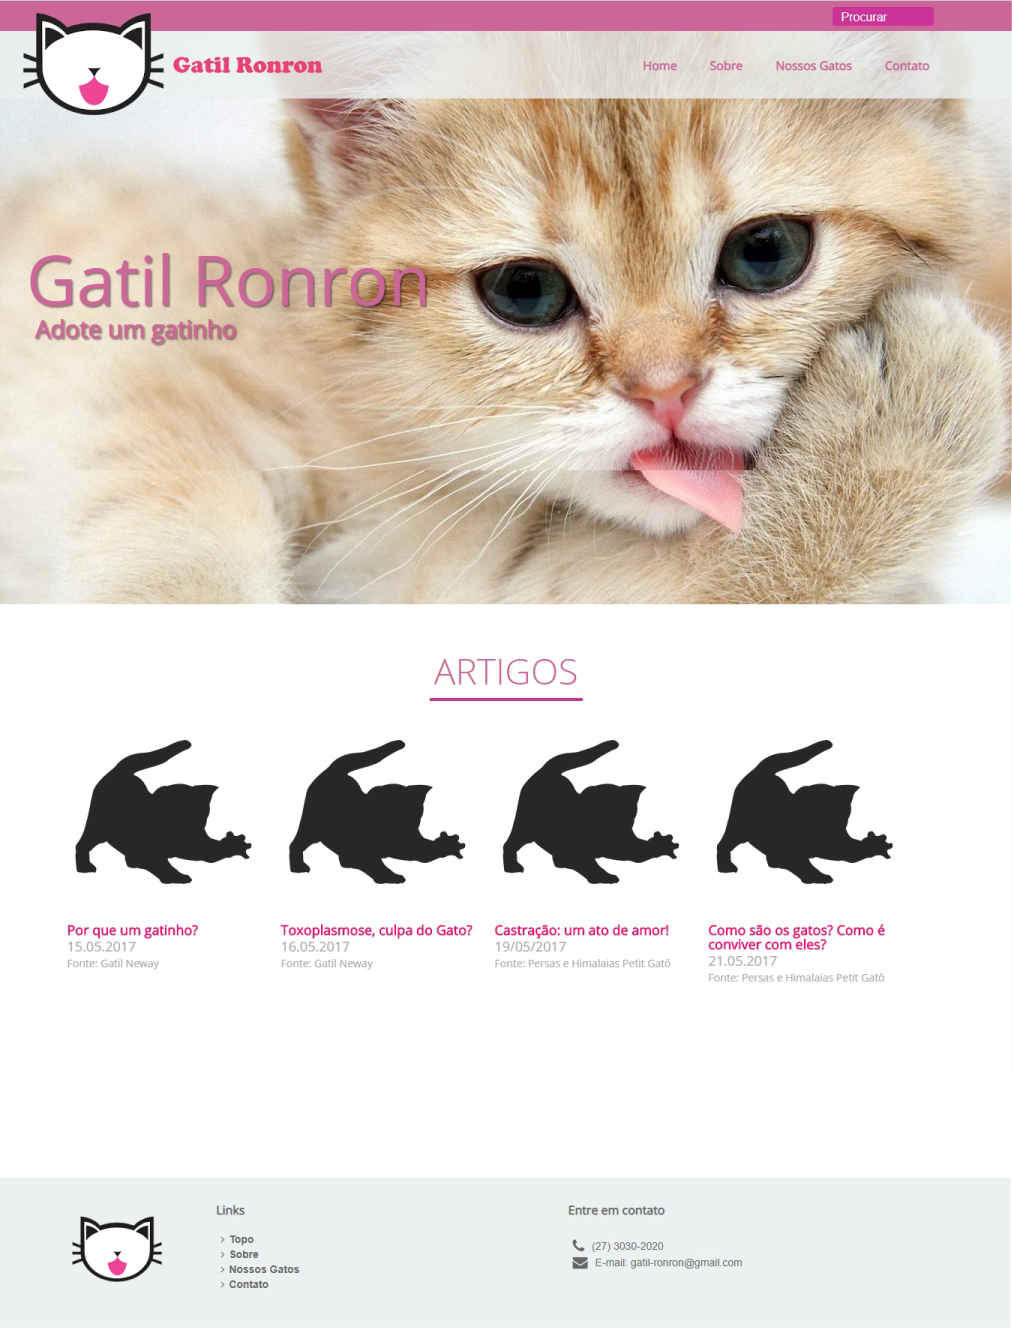 Procurar
Gatil Ronron
Home
Sobre
Nossos Gatos
Contato
Gatil Ronron
Adote um gatinho
ARTIGOS
Por que um gatinho?
15.05.2017
Fonte: Gatil Neway
Toxoplasmose, culpa do Gato?
16.05.2017
Fonte: Gatil Neway
Castração: um ato de amor!
19/05/2017
Fonte: Persas e Himalaias Petit Gatô
Como são os gatos? Como é
conviver com eles?
21.05.2017
Fonte: Persas e Himalaias Petit Gatô
Links
Topo
Sobre
Nossos Gatos
Contato
Entre em contato
(27) 3030-2020
E-mail: gatil-ronron@gmail.com